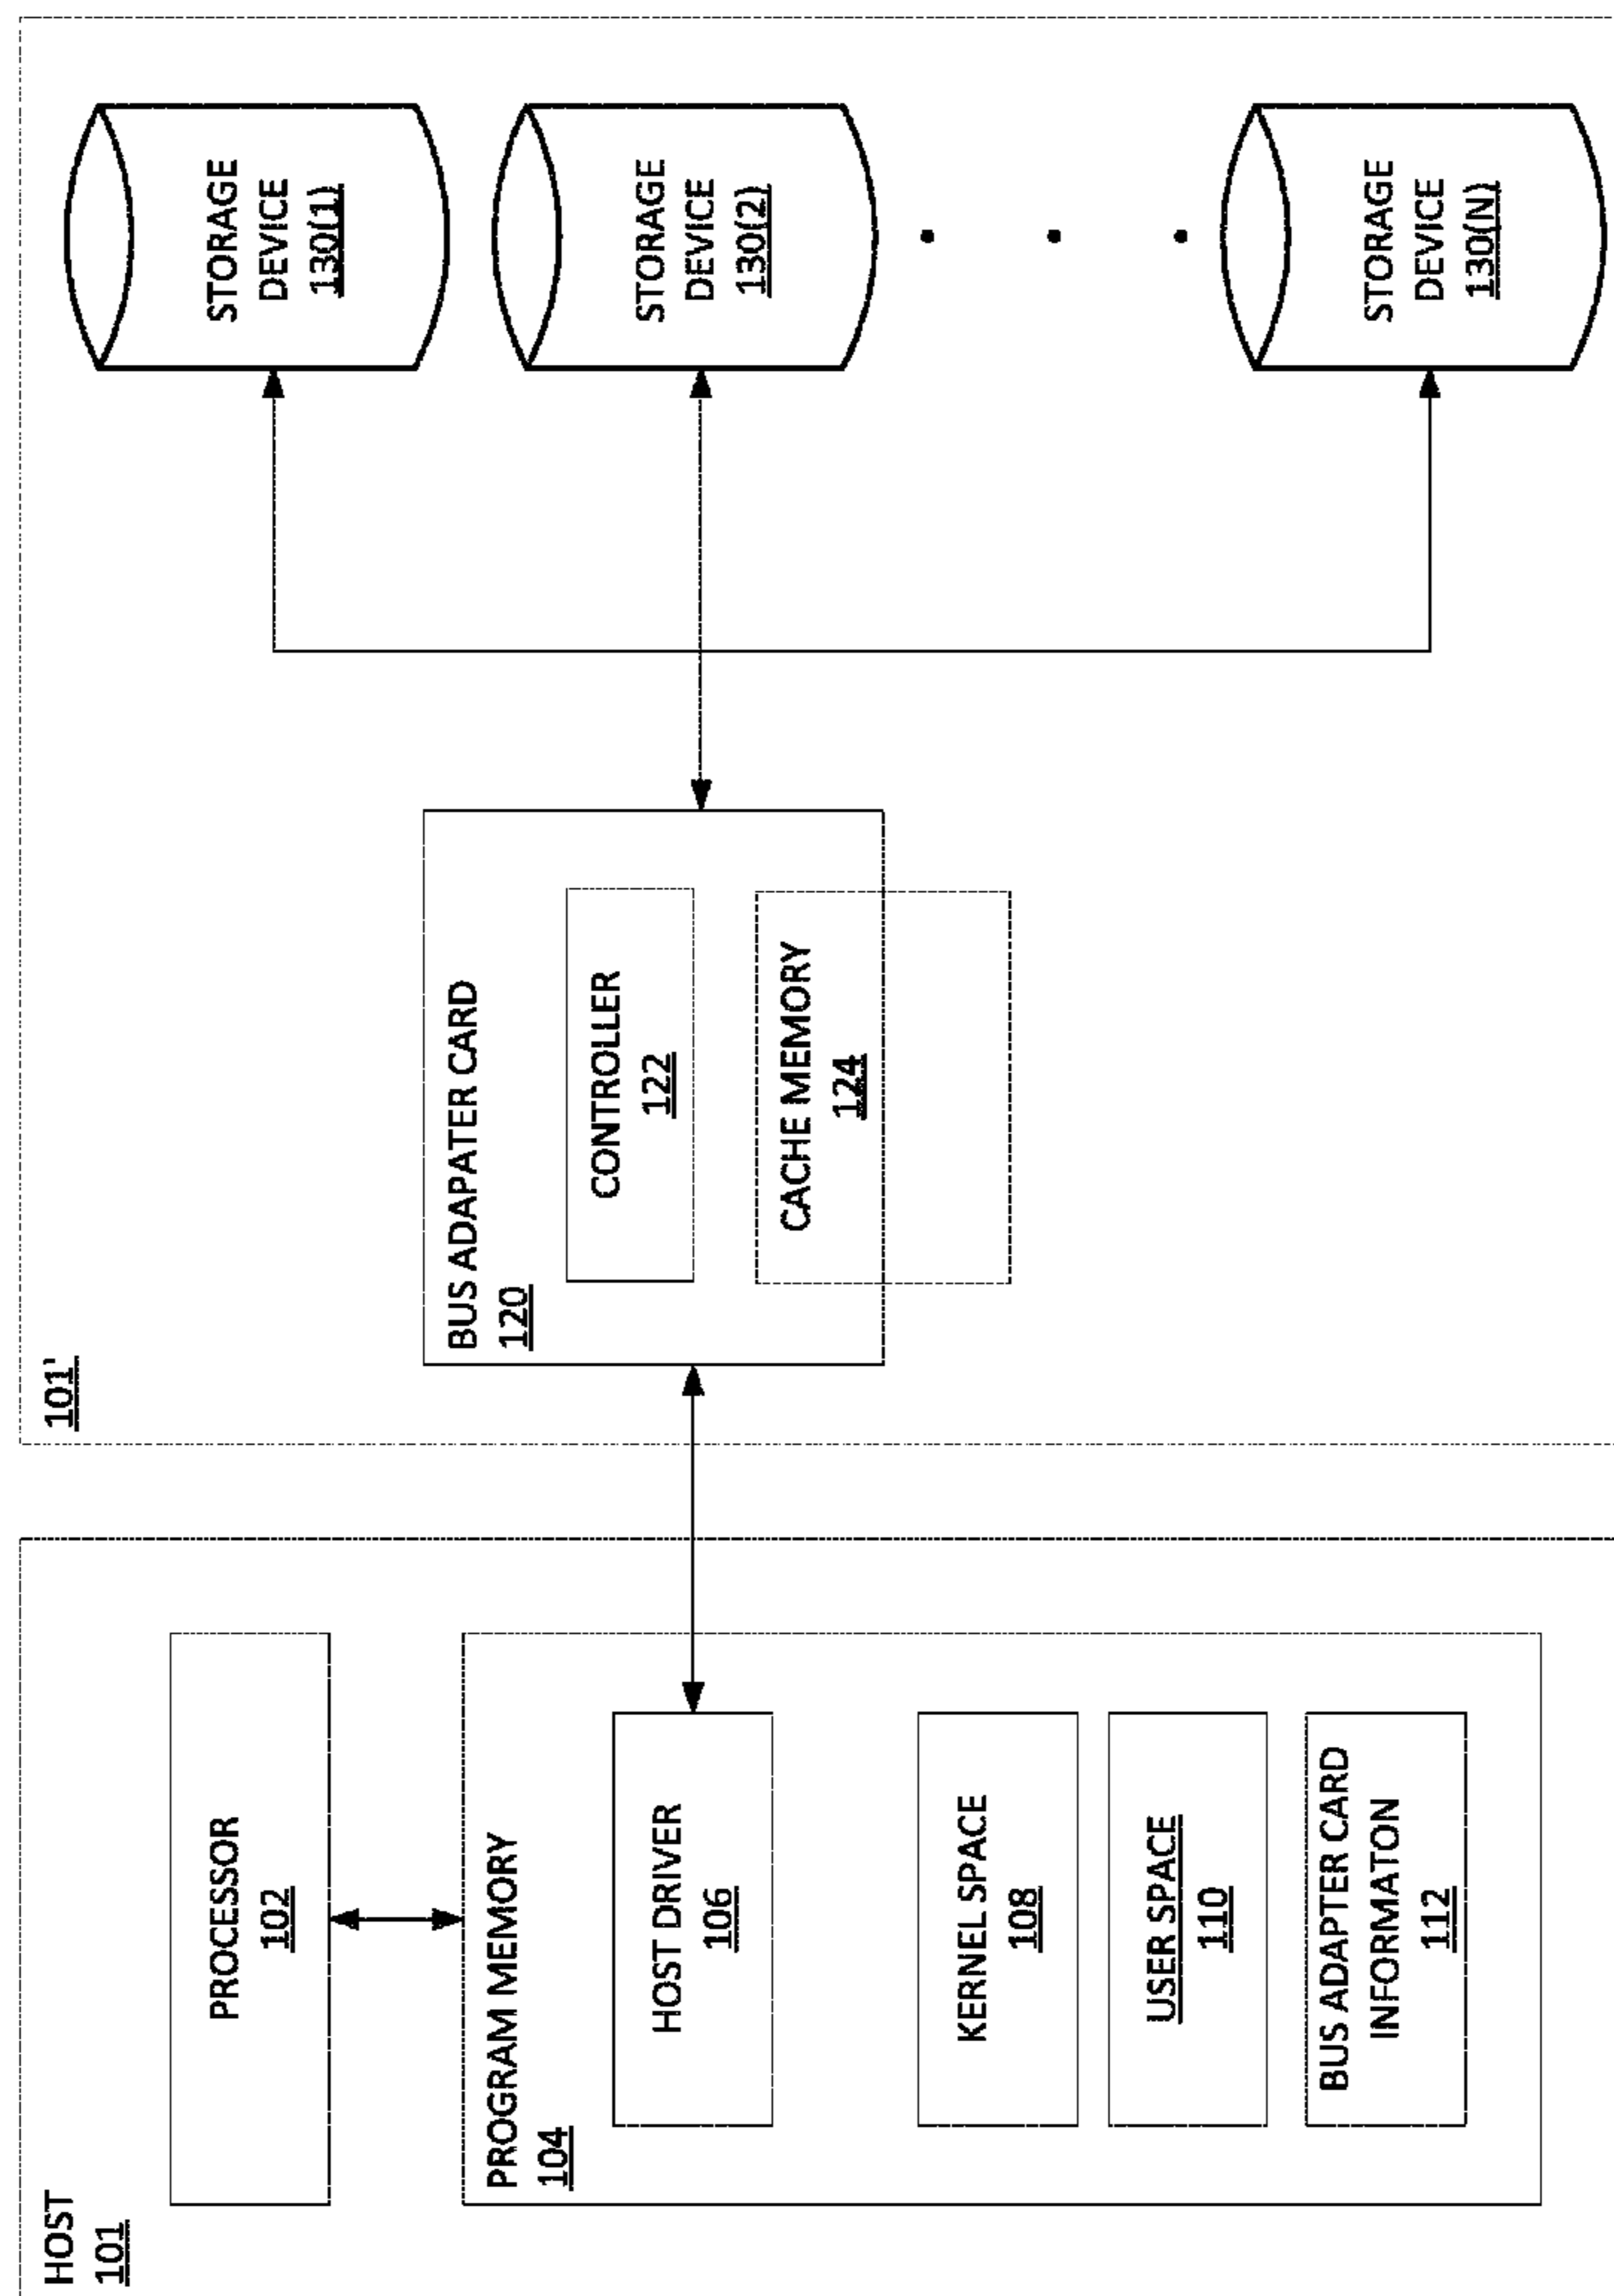 HOST
101
PROCESSOR
102
PROGRAM MEMORY
104
HOST DRIVER
106
KERNEL SPACE
108
USER SPACE
110
BUS ADAPTER CARD
INFORMATON
112
101'
BUS ADAPATER CARD
120
CONTROLLER
122
CACHE MEMORY
124
STORAGE
DEVICE
130(1)
STORAGE
DEVICE
130(2)
STORAGE
DEVICE
130(N)